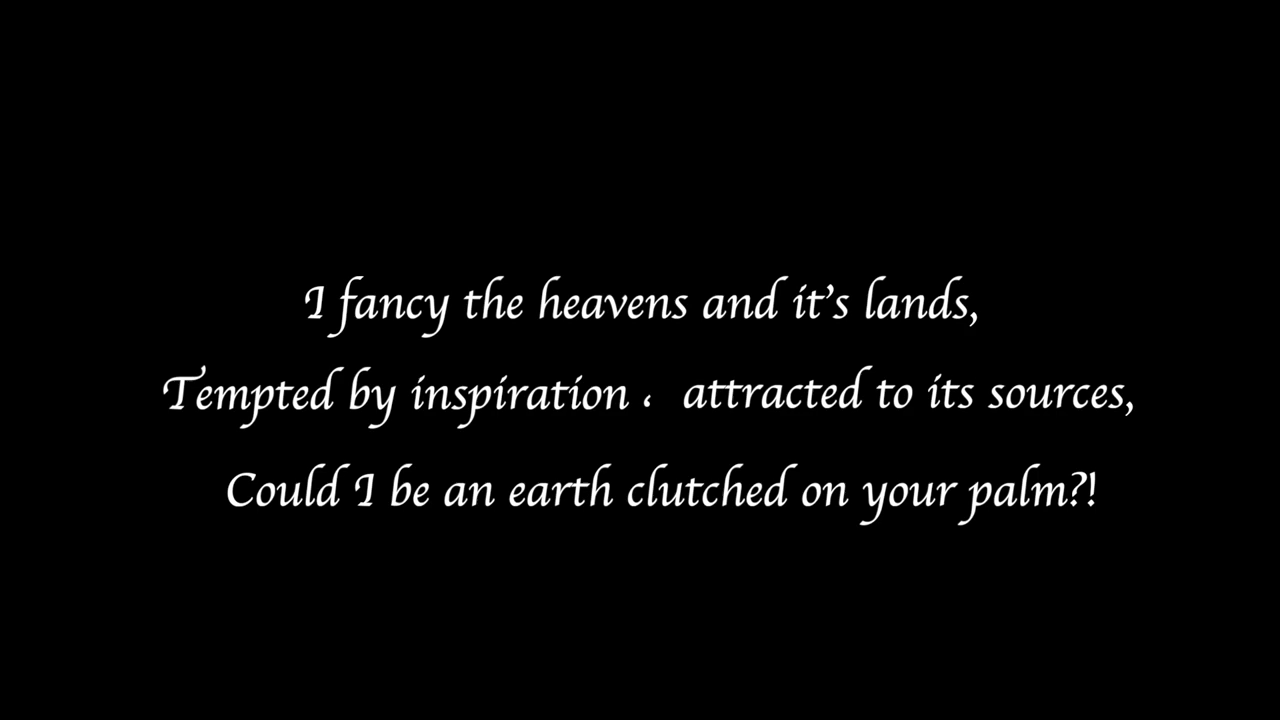 I fancy the heavens and it's lands,
Tempted by inspiration ، attracted to its sources,
Could I be an earth clutched on your palm?!